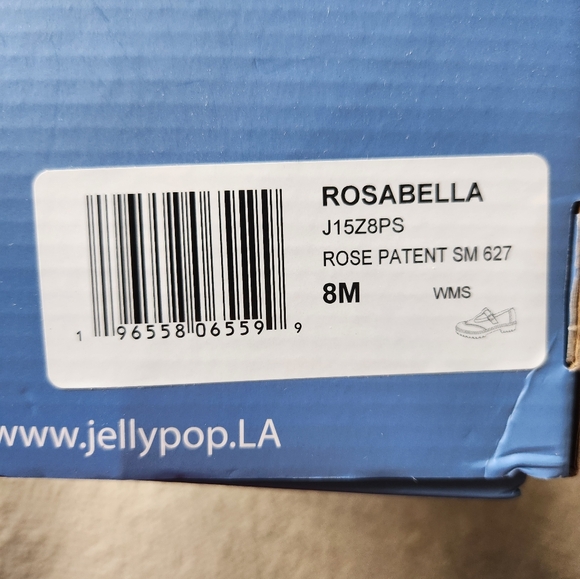 ROSABELLA
J15Z8PS
ROSE PATENT SM 627
8M WMS
1 96558 06559 9
www.jellypop.LA